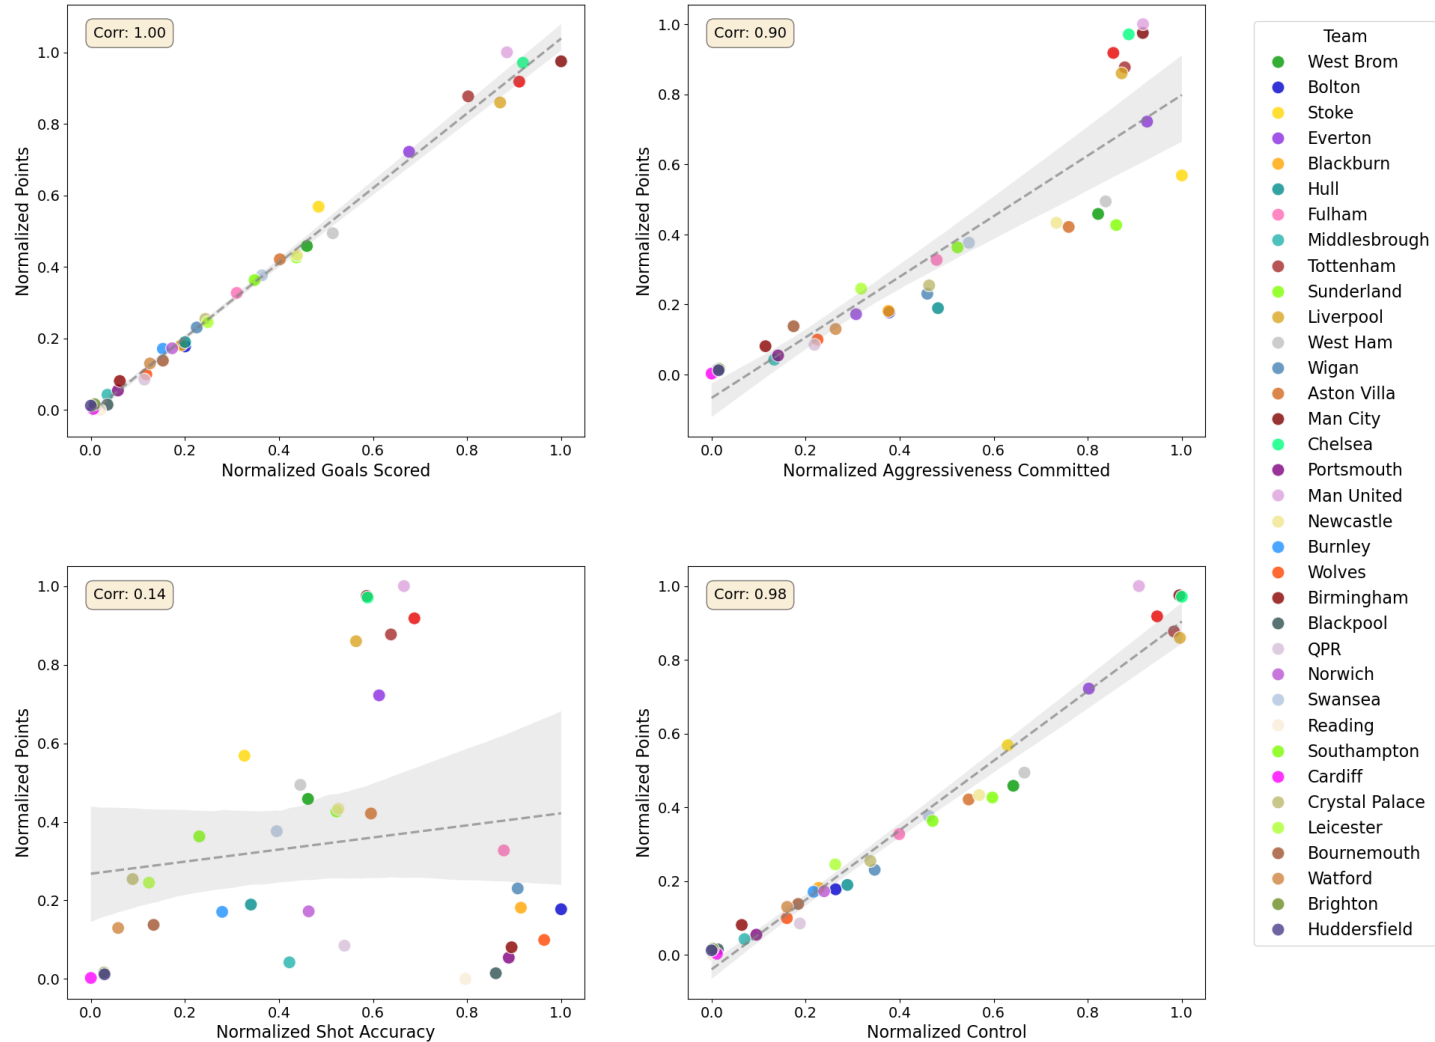 Corr: 1.00
Normalized Points
1.0
0.8
0.6
0.4
0.2
0.0
0.0 0.2 0.4 0.6 0.8 1.0
Normalized Goals Scored
Corr: 0.90
Normalized Points
1.0
0.8
0.6
0.4
0.2
0.0
0.0 0.2 0.4 0.6 0.8 1.0
Normalized Aggressiveness Committed
Corr: 0.14
Normalized Points
1.0
0.8
0.6
0.4
0.2
0.0
0.0 0.2 0.4 0.6 0.8 1.0
Normalized Shot Accuracy
Corr: 0.98
Normalized Points
1.0
0.8
0.6
0.4
0.2
0.0
0.0 0.2 0.4 0.6 0.8 1.0
Normalized Control
Team
West Brom
Bolton
Stoke
Everton
Blackburn
Hull
Fulham
Middlesbrough
Tottenham
Sunderland
Liverpool
West Ham
Wigan
Aston Villa
Man City
Chelsea
Portsmouth
Man United
Newcastle
Burnley
Wolves
Birmingham
Blackpool
QPR
Norwich
Swansea
Reading
Southampton
Cardiff
Crystal Palace
Leicester
Bournemouth
Watford
Brighton
Huddersfield